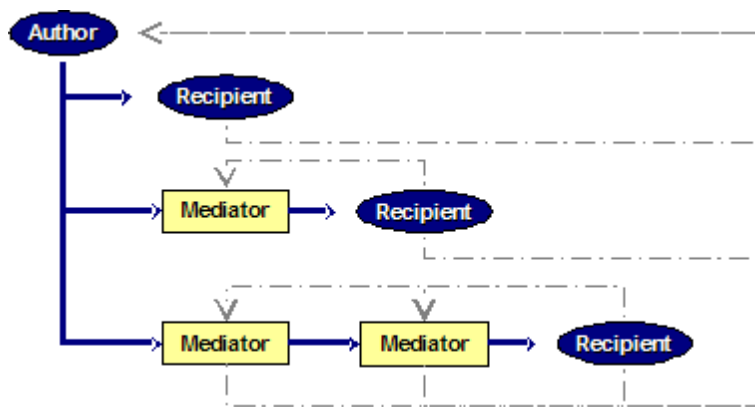 Author
Recipient
Mediator
Recipient
Mediator
Mediator
Recipient